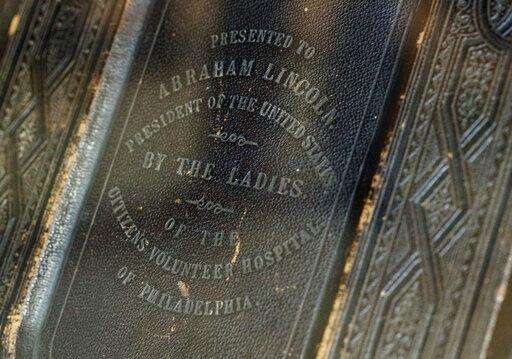 PRESENTED TO
ABRAHAM LINCOLN.
PRESIDENT OF THE UNITED STATES
BY THE LADIES
OF THE
CITIZENS VOLUNTEER HOSPITAL
OF PHILADELPHIA.